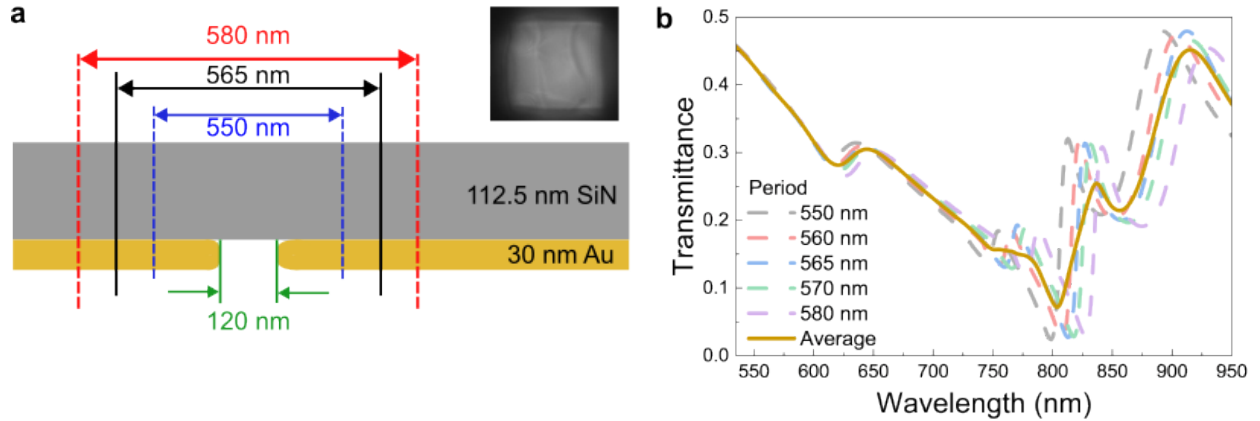 a
580 nm
565 nm
550 nm
112.5 nm SiN
30 nm Au
120 nm
b
0.5
0.4
0.3
0.2
0.1
0.0
Transmittance
Period
550 nm
560 nm
565 nm
570 nm
580 nm
Average
550 600 650 700 750 800 850 900 950
Wavelength (nm)